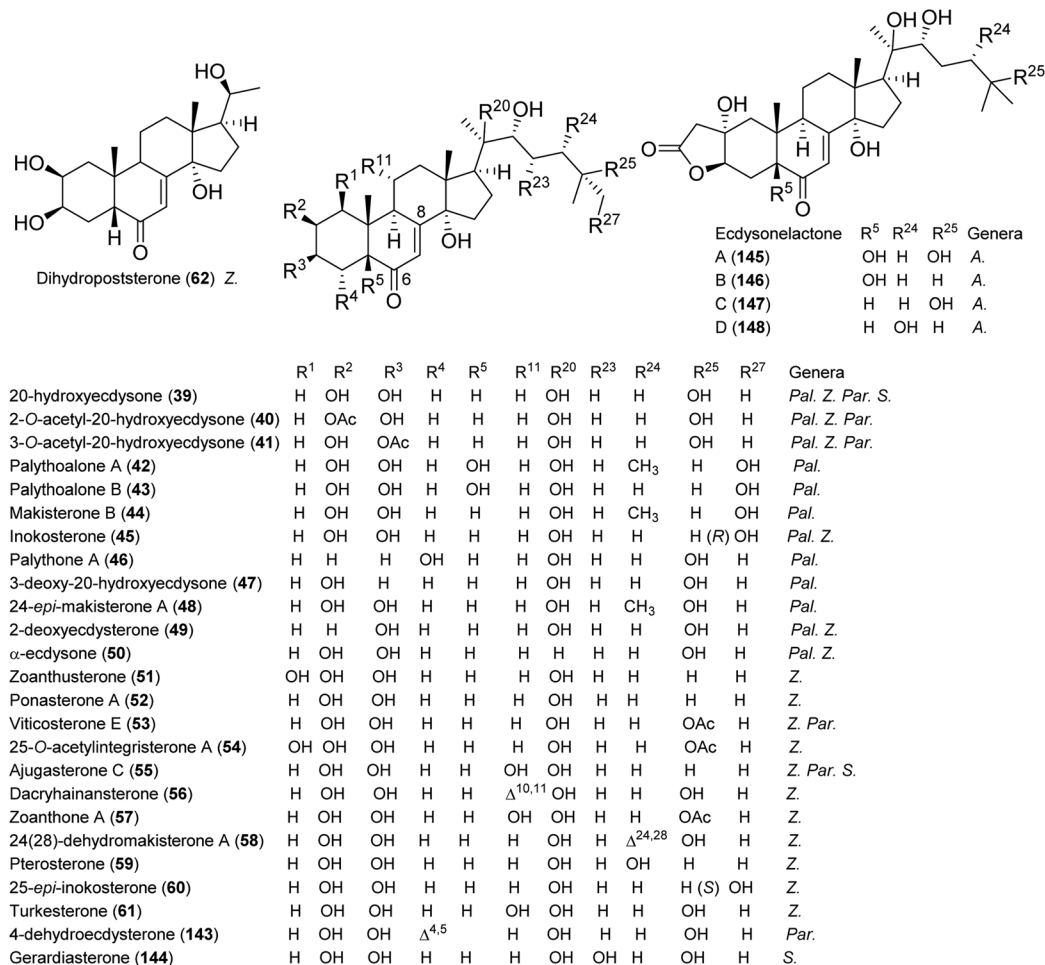 HO
HO
HO
H
O
OH
H
Dihydropoststerone (62) Z.
R20
OH
R24
R11
R1
R25
R23
R27
R2
R3
R4
R5
H
8
6
O
OH
H
OH
OH
R24
R25
OH
H
H
OH
O
O
R5
O
Ecdysonelactone R5 R24 R25 Genera
A (145) OH H OH A.
B (146) OH H H A.
C (147) H H OH A.
D (148) H OH H A.
R1 R2 R3 R4 R5 R11 R20 R23 R24 R25 R27 Genera
20-hydroxyecdysone (39) H OH OH H H H OH H H OH H Pal. Z. Par. S.
2-O-acetyl-20-hydroxyecdysone (40) H OAc OH H H H OH H H OH H Pal. Z. Par.
3-O-acetyl-20-hydroxyecdysone (41) H OH OAc H H H OH H H OH H Pal. Z. Par.
Palythoalone A (42) H OH OH H OH H OH H CH3 H OH Pal.
Palythoalone B (43) H OH OH H OH H OH H H H OH Pal.
Makisterone B (44) H OH OH H H H OH H CH3 H OH Pal.
Inokosterone (45) H OH OH H H H OH H H H (R) OH Pal. Z.
Palythone A (46) H H H OH H H OH H H OH H Pal.
3-deoxy-20-hydroxyecdysone (47) H OH H H H H OH H H OH H Pal.
24-epi-makisterone A (48) H OH OH H H H OH H CH3 OH H Pal.
2-deoxyecdysterone (49) H H OH H H H OH H H OH H Pal. Z.
α-ecdysone (50) H OH OH H H H H H H OH H Pal. Z.
Zoanthusterone (51) OH OH OH H H H OH H H H H Z.
Ponasterone A (52) H OH OH H H H OH H H H H Z.
Viticosterone E (53) H OH OH H H H OH H H OAc H Z. Par.
25-O-acetylintegristerone A (54) OH OH OH H H H OH H H OAc H Z.
Ajugasterone C (55) H OH OH H H OH OH H H H H Z. Par. S.
Dacryhainansterone (56) H OH OH H H Δ10,11 OH H H OH H Z.
Zoanthone A (57) H OH OH H H OH OH H H OAc H Z.
24(28)-dehydromakisterone A (58) H OH OH H H H OH H Δ24,28 OH H Z.
Pterosterone (59) H OH OH H H H OH H OH H H Z.
25-epi-inokosterone (60) H OH OH H H H OH H H H (S) OH Z.
Turkesterone (61) H OH OH H H OH OH H H OH H Z.
4-dehydroecdysterone (143) H OH OH Δ4,5 H OH H H OH H Par.
Gerardiasterone (144) H OH OH H H H OH OH H OH H S.